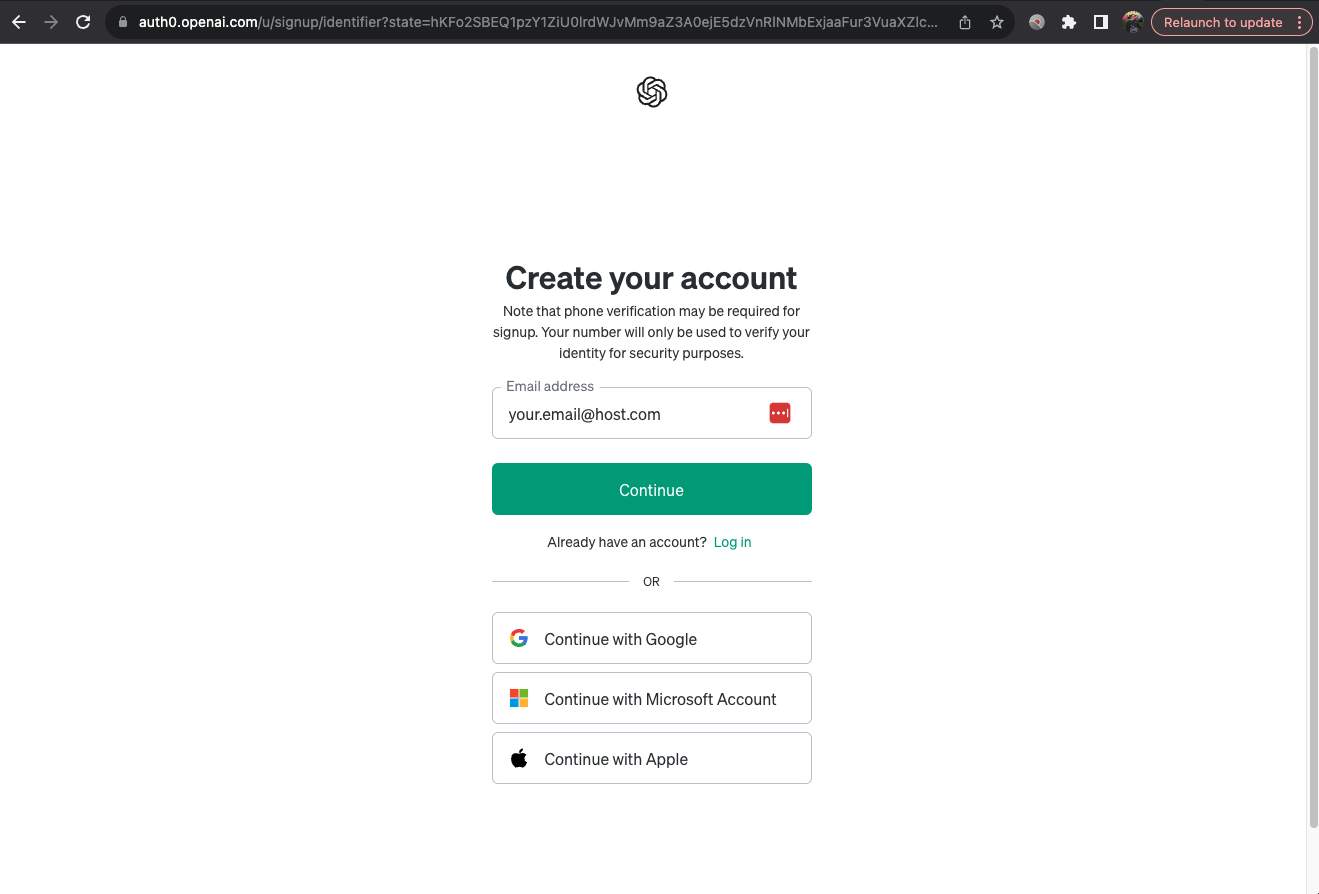 auth0.openai.com/u/signup/identifier?state=hKFo2SBEQ1pzY1ZiU0lrdWJvMm9aZ3A0ejE5dzVnRlNMbExjaaFur3VuaXZlc...
Relaunch to update
Create your account
Note that phone verification may be required for
signup. Your number will only be used to verify your
identity for security purposes.
Email address
your.email@host.com
Continue
Already have an account? Log in
OR
Continue with Google
Continue with Microsoft Account
Continue with Apple